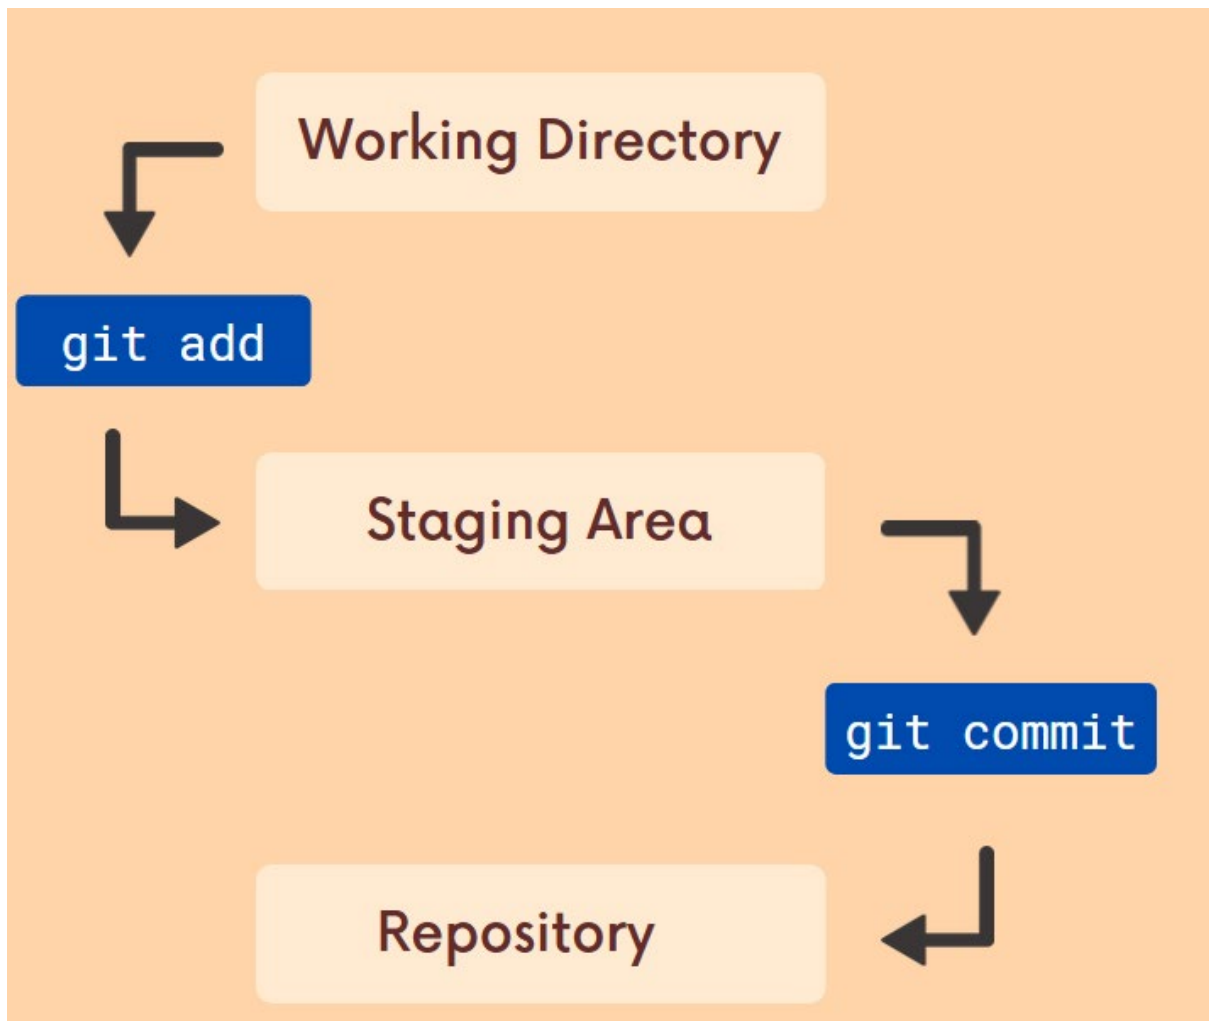 Working Directory
git add
Staging Area
git commit
Repository